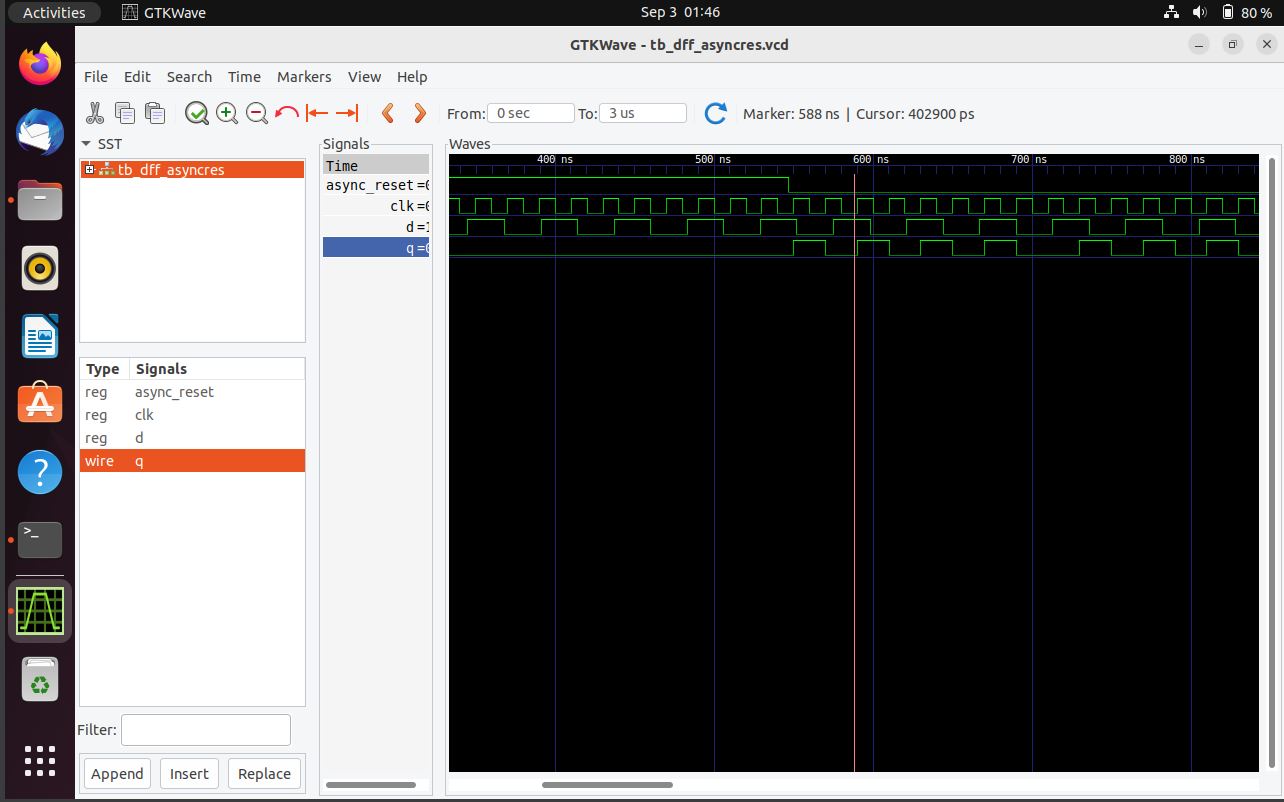 Activities GTKWave Sep 3 01:46 80 %
GTKWave - tb_dff_asyncres.vcd
File Edit Search Time Markers View Help
From: 0 sec To: 3 us Marker: 588 ns | Cursor: 402900 ps
SST
tb_dff_asyncres
Type Signals
reg async_reset
reg clk
reg d
wire q
Filter:
Append Insert Replace
Signals
Time
async_reset=0
clk=0
d=1
q=0
Waves
400 ns 500 ns 600 ns 700 ns 800 ns